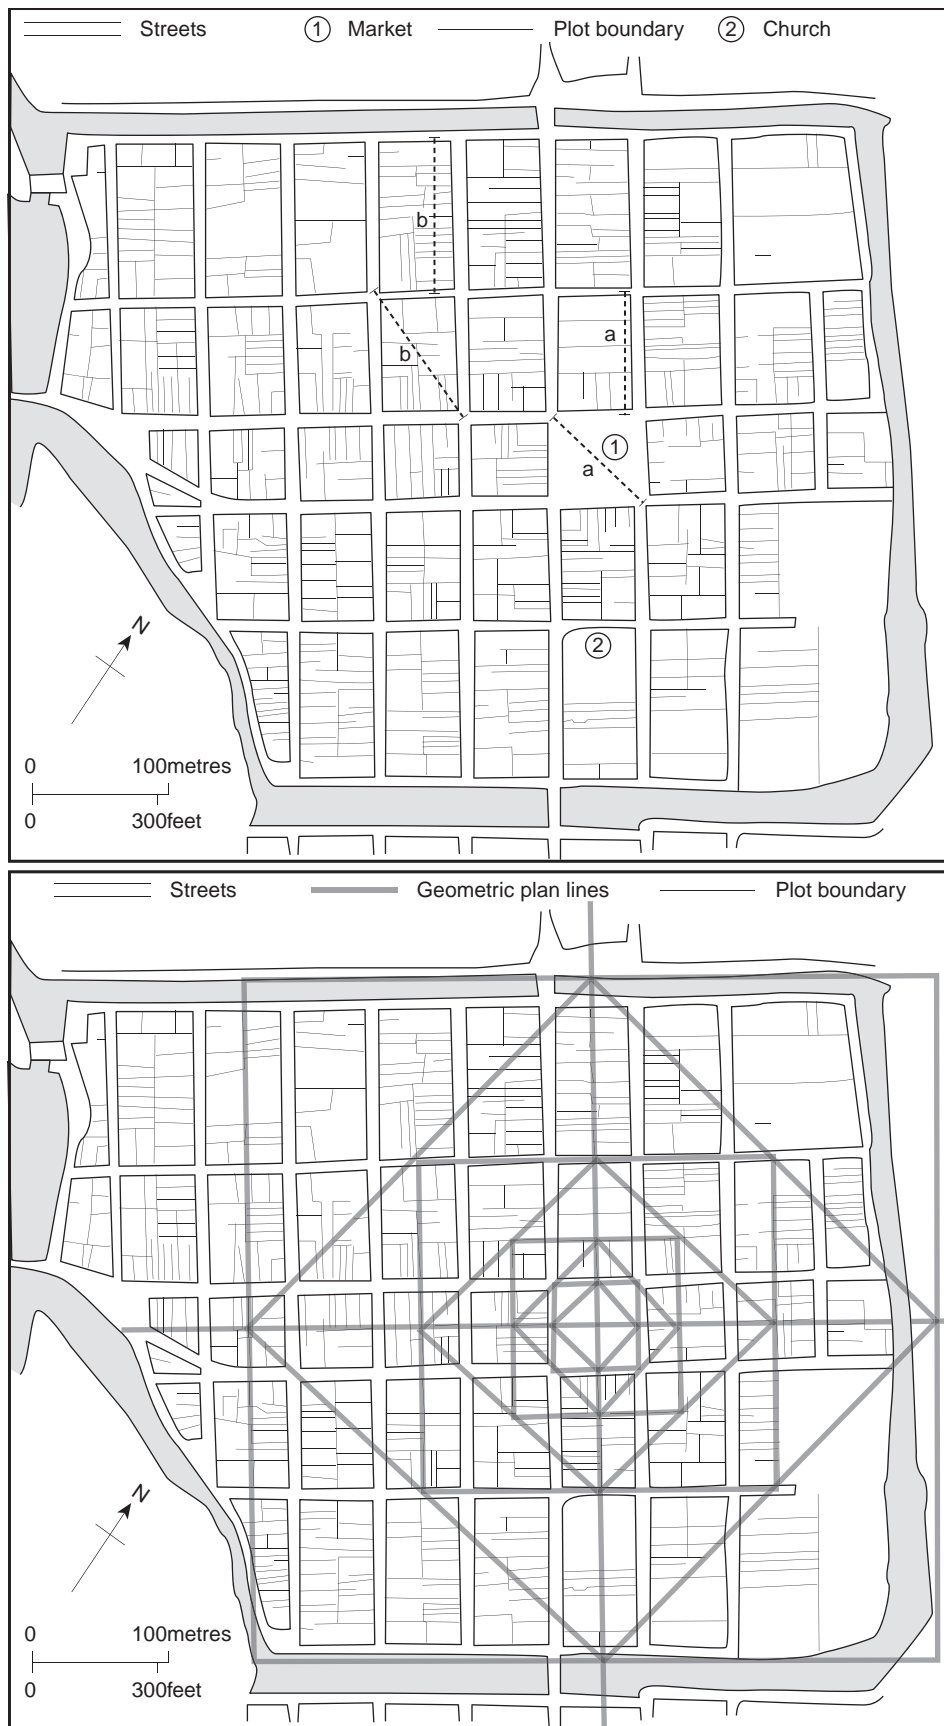 Streets 1 Market Plot boundary 2 Church
b
b
a
1
a
2
N
0 100metres
0 300feet
Streets Geometric plan lines Plot boundary
N
0 100metres
0 300feet